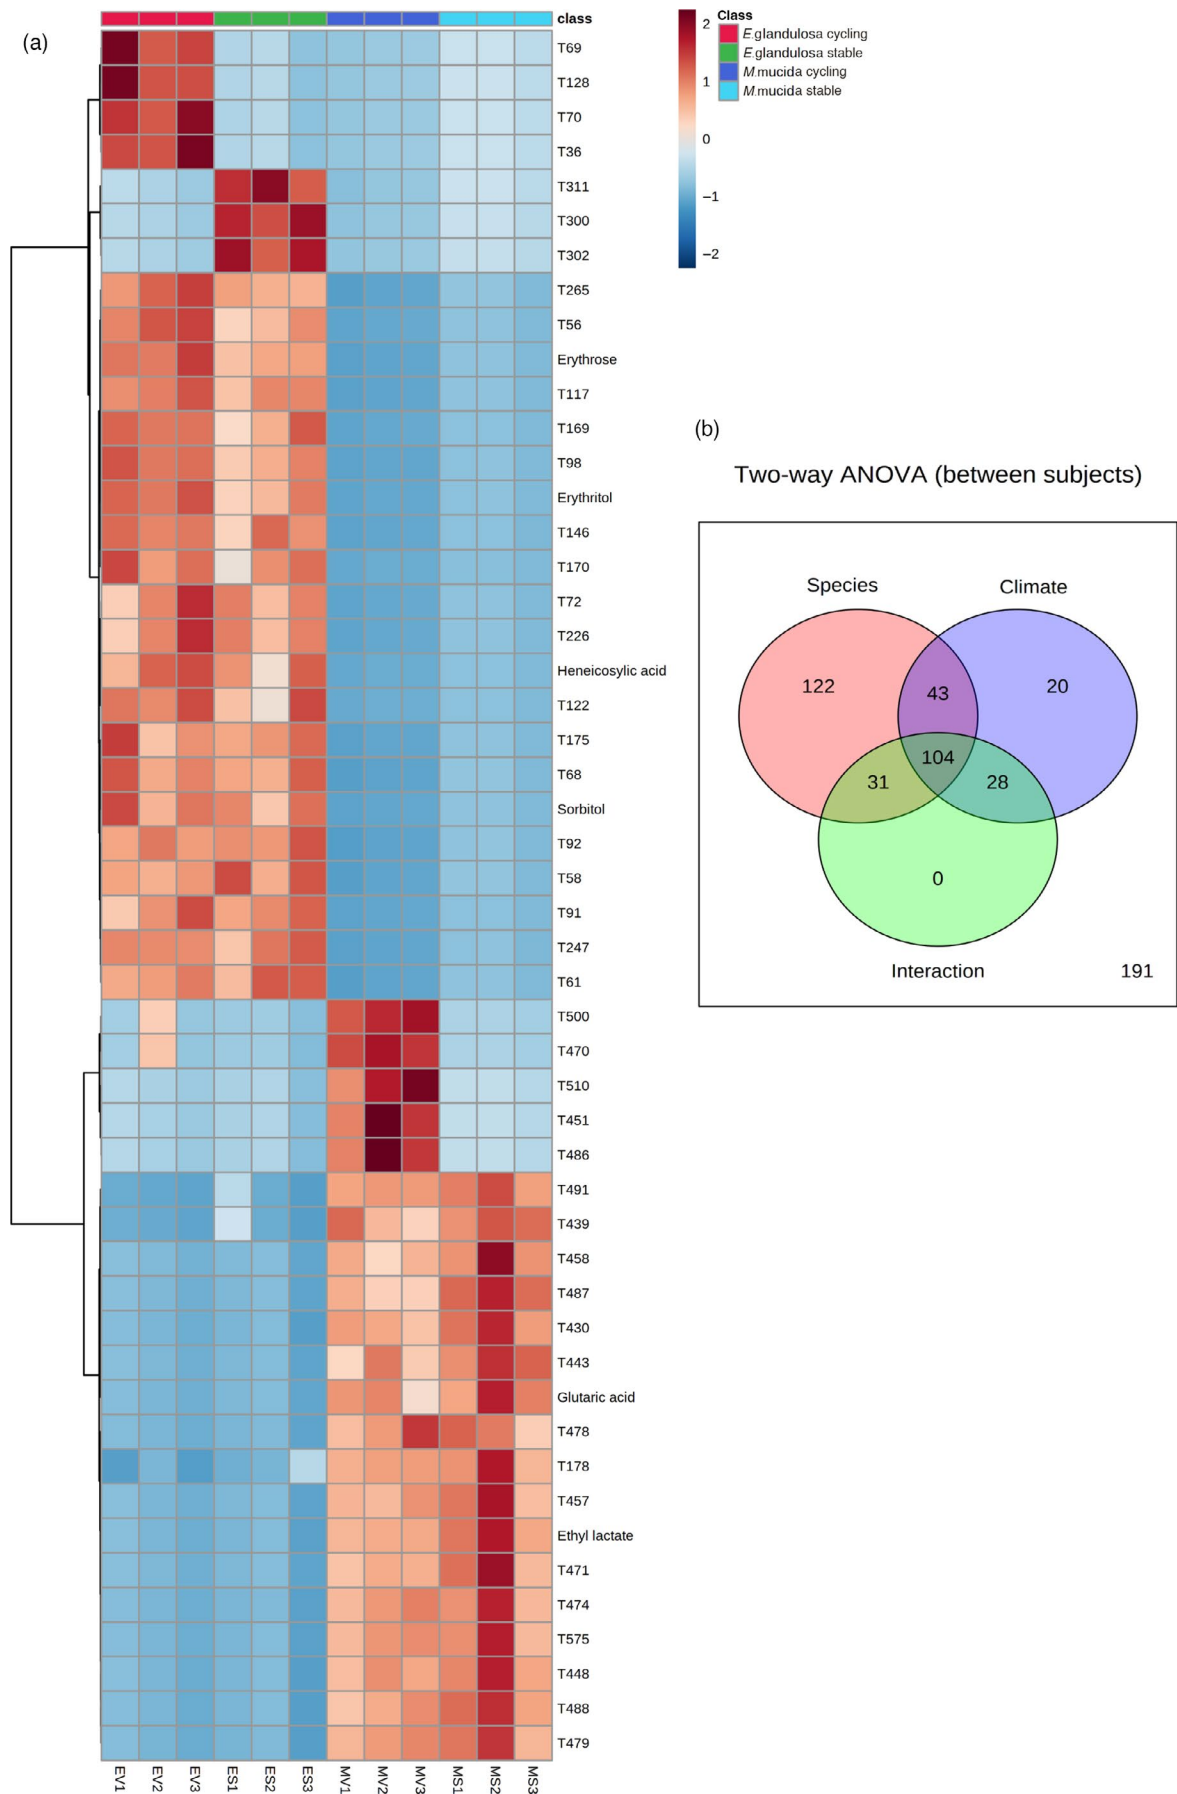 (a)
class
T69
T128
T70
T36
T311
T300
T302
T265
T56
Erythrose
T117
T169
T98
Erythritol
T146
T170
T72
T226
Heneicosylic acid
T122
T175
T68
Sorbitol
T92
T58
T91
T247
T61
T500
T470
T510
T451
T486
T491
T439
T458
T487
T430
T443
Glutaric acid
T478
T178
T457
Ethyl lactate
T471
T474
T575
T448
T488
T479
EV1
EV2
EV3
ES1
ES2
ES3
MV1
MV2
MV3
MS1
MS2
MS3
2
1
0
−1
−2
Class
E.glandulosa cycling
E.glandulosa stable
M.mucida cycling
M.mucida stable
(b)
Two-way ANOVA (between subjects)
Species
Climate
122
43
20
104
31
28
0
Interaction
191